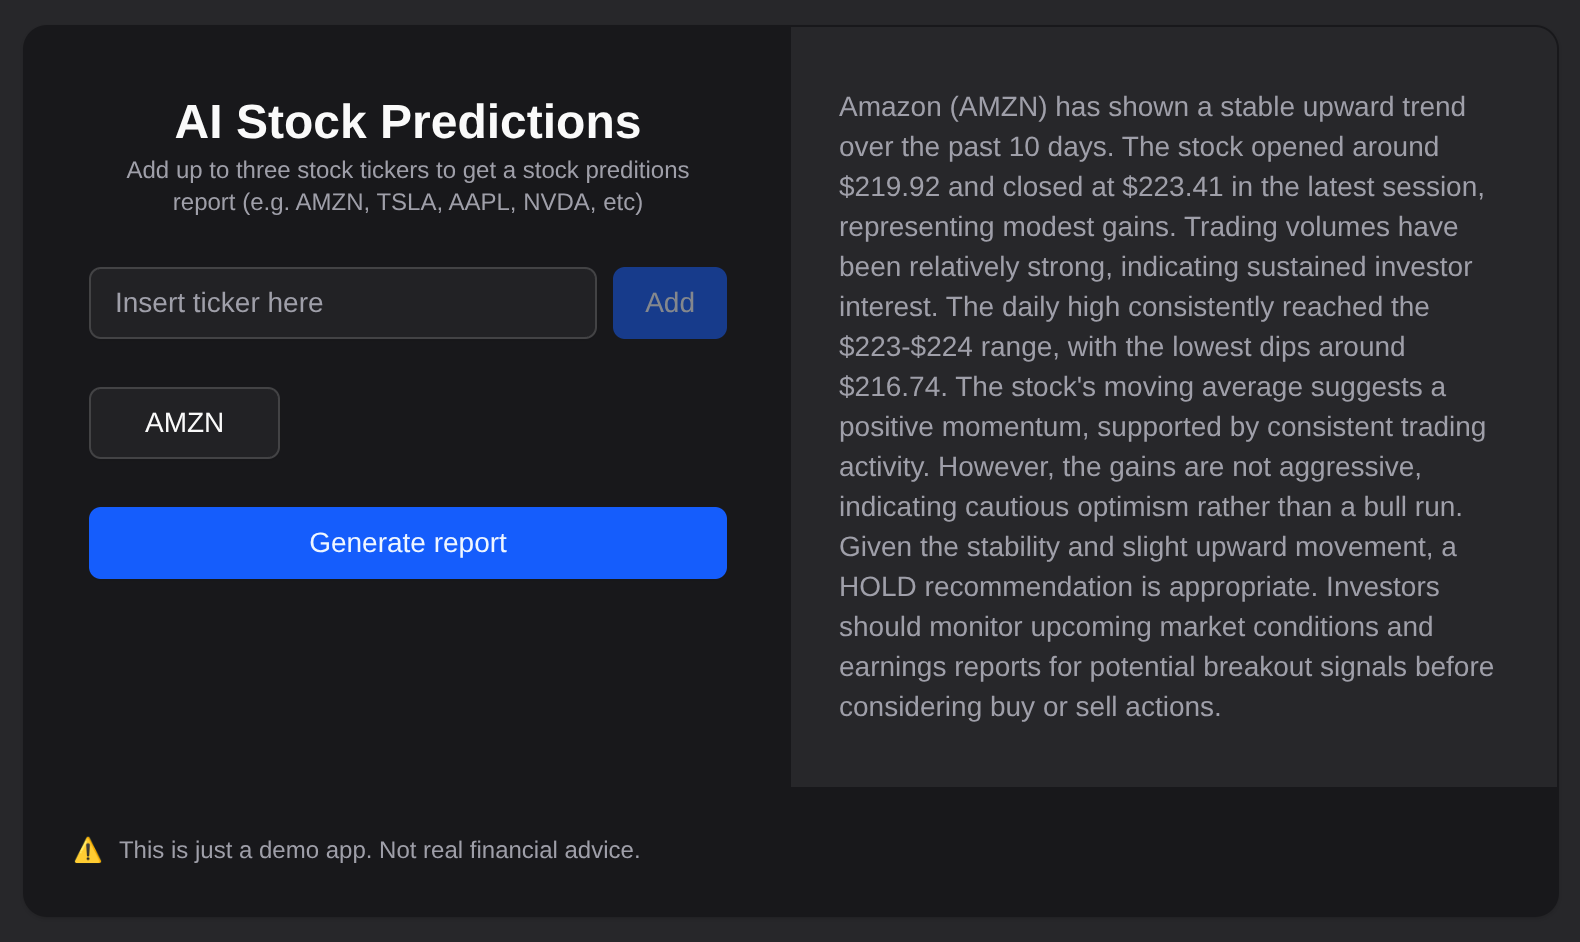 AI Stock Predictions
Add up to three stock tickers to get a stock preditions
report (e.g. AMZN, TSLA, AAPL, NVDA, etc)
Insert ticker here
Add
AMZN
Generate report
Amazon (AMZN) has shown a stable upward trend
over the past 10 days. The stock opened around
$219.92 and closed at $223.41 in the latest session,
representing modest gains. Trading volumes have
been relatively strong, indicating sustained investor
interest. The daily high consistently reached the
$223-$224 range, with the lowest dips around
$216.74. The stock's moving average suggests a
positive momentum, supported by consistent trading
activity. However, the gains are not aggressive,
indicating cautious optimism rather than a bull run.
Given the stability and slight upward movement, a
HOLD recommendation is appropriate. Investors
should monitor upcoming market conditions and
earnings reports for potential breakout signals before
considering buy or sell actions.
This is just a demo app. Not real financial advice.